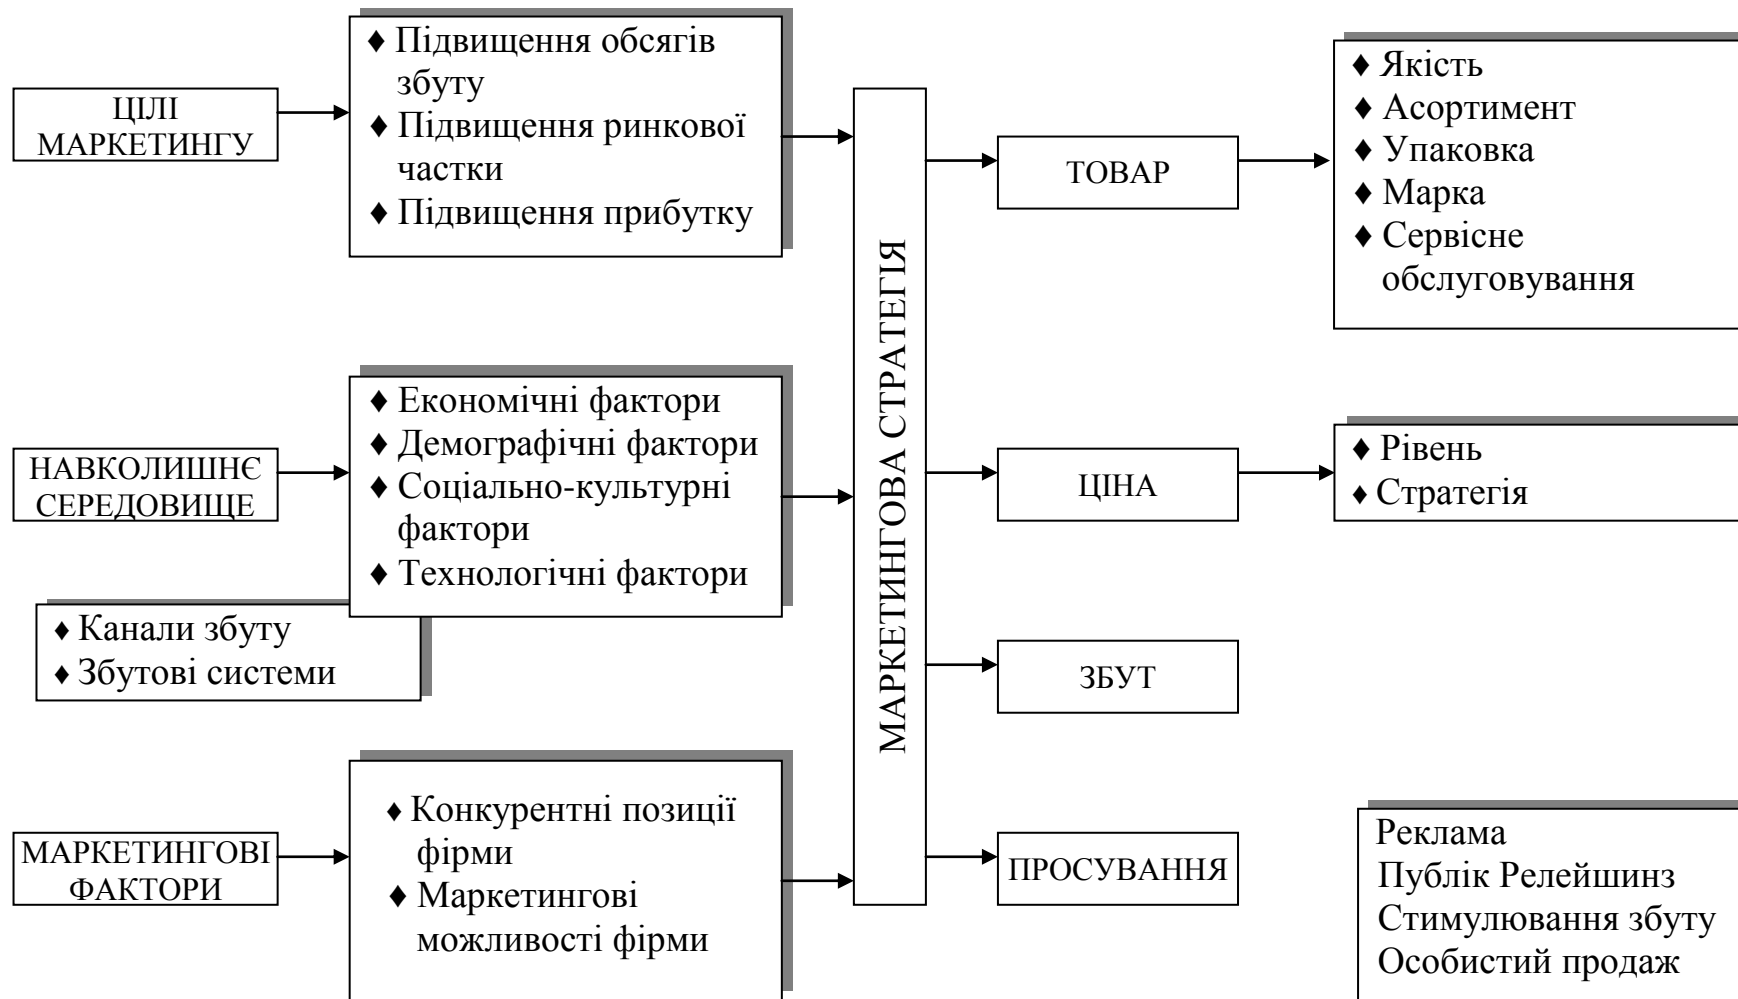 ЦІЛІ
МАРКЕТИНГУ
♦ Підвищення обсягів
збуту
♦ Підвищення ринкової
частки
♦ Підвищення прибутку
НАВКОЛИШНЄ
СЕРЕДОВИЩЕ
♦ Економічні фактори
♦ Демографічні фактори
♦ Соціально-культурні
фактори
♦ Технологічні фактори
♦ Канали збуту
♦ Збутові системи
МАРКЕТИНГОВІ
ФАКТОРИ
♦ Конкурентні позиції
фірми
♦ Маркетингові
можливості фірми
МАРКЕТИНГОВА СТРАТЕГІЯ
ТОВАР
♦ Якість
♦ Асортимент
♦ Упаковка
♦ Марка
♦ Сервісне
обслуговування
ЦІНА
♦ Рівень
♦ Стратегія
ЗБУТ
ПРОСУВАННЯ
Реклама
Публік Релейшинз
Стимулювання збуту
Особистий продаж